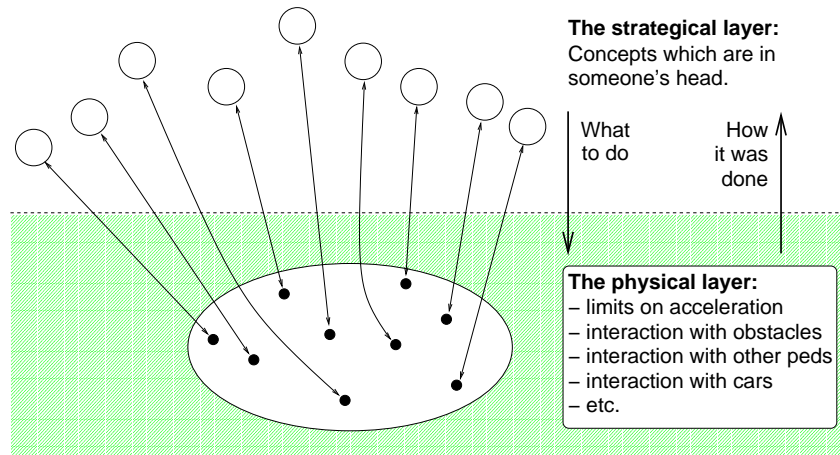 The strategical layer:
Concepts which are in
someone's head.
What
to do
How
it was
done
The physical layer:
– limits on acceleration
– interaction with obstacles
– interaction with other peds
– interaction with cars
– etc.